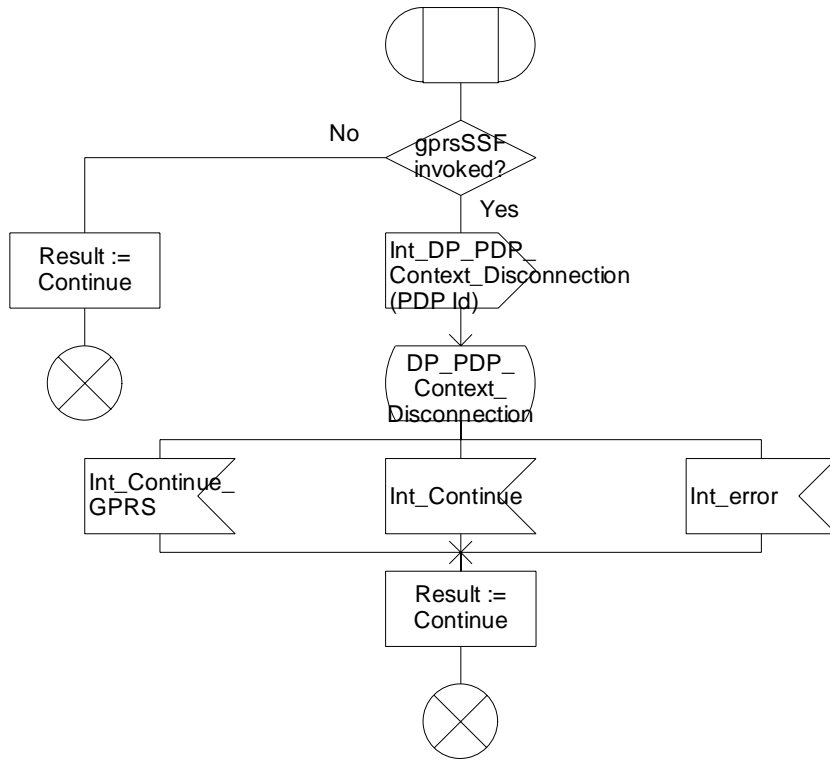 gprsSSF
invoked?
No
Yes
Result :=
Continue
Int_DP_PDP_
Context_Disconnection
(PDP Id)
DP_PDP_
Context_
Disconnection
Int_Continue_
GPRS
Int_Continue
Int_error
Result :=
Continue